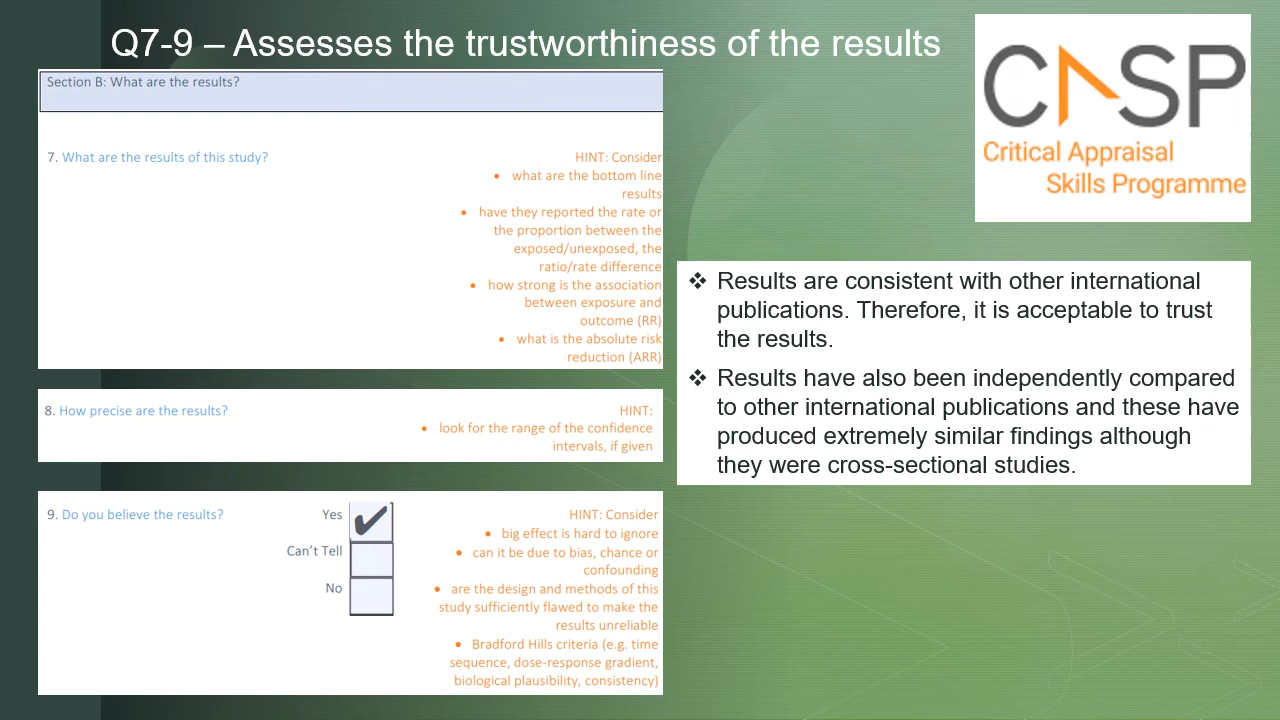 Q7-9 – Assesses the trustworthiness of the results
CASP
Critical Appraisal
Skills Programme
Section B: What are the results?
7. What are the results of this study?
HINT: Consider
• what are the bottom line
results
• have they reported the rate or
the proportion between the
exposed/unexposed, the
ratio/rate difference
• how strong is the association
between exposure and
outcome (RR)
• what is the absolute risk
reduction (ARR)
8. How precise are the results?
HINT:
• look for the range of the confidence
intervals, if given
9. Do you believe the results?
Yes ✔
Can't Tell
No
HINT: Consider
• big effect is hard to ignore
• can it be due to bias, chance or
confounding
• are the design and methods of this
study sufficiently flawed to make the
results unreliable
• Bradford Hills criteria (e.g. time
sequence, dose-response gradient,
biological plausibility, consistency)
❖ Results are consistent with other international
publications. Therefore, it is acceptable to trust
the results.
❖ Results have also been independently compared
to other international publications and these have
produced extremely similar findings although
they were cross-sectional studies.